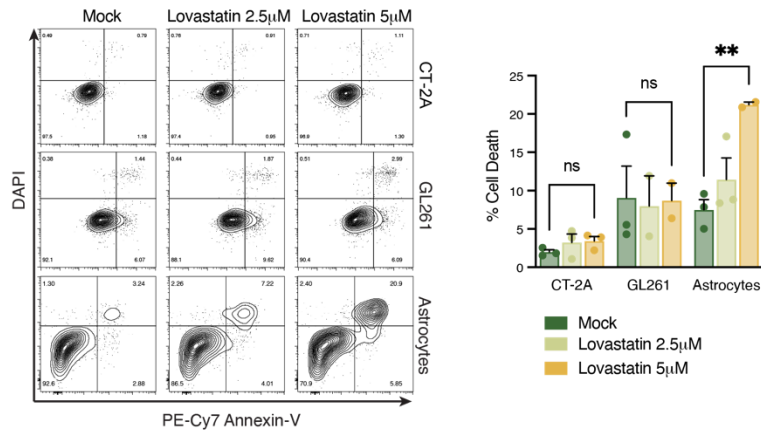 Mock Lovastatin 2.5μM Lovastatin 5μM
0.49 0.79 0.76 0.91 0.71 1.11
97.5 1.18 97.4 0.95 96.9 1.30
CT-2A
0.36 1.44 0.44 1.87 0.51 2.99
92.1 6.07 88.1 9.62 90.4 6.09
GL261
1.30 3.24 2.26 7.22 2.40 20.9
92.6 2.88 86.5 4.01 70.9 5.85
Astrocytes
DAPI
PE-Cy7 Annexin-V
% Cell Death
25
20
15
10
5
0
ns
ns
**
CT-2A GL261 Astrocytes
Mock
Lovastatin 2.5μM
Lovastatin 5μM